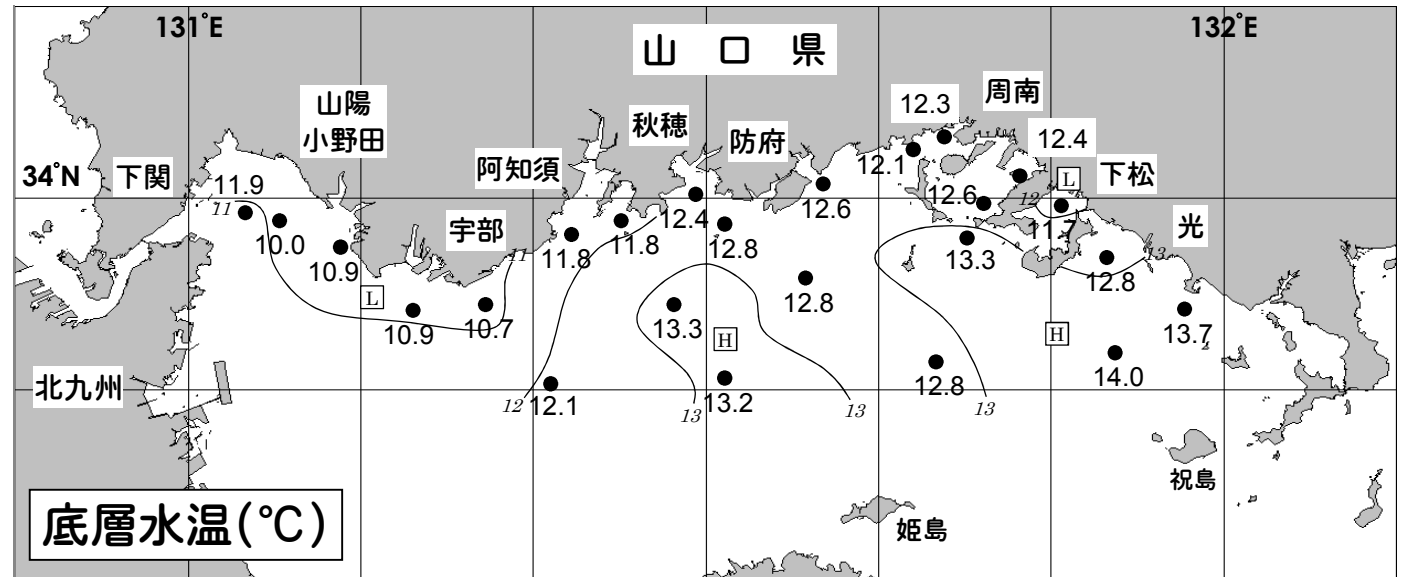 131°E
132°E
山 口 県
山陽
小野田
秋穂
防府
12.3
周南
12.4
下松
34°N
下関
11.9
阿知須
宇部
12.1
12.6
L
12
11.7
光
11
10.0
10.9
11
11.8
11.8
12.4
12.8
12.6
13.3
12.8
13
L
10.9
10.7
13.3
H
12.8
H
13.7
北九州
12
12.1
13
13.2
13
12.8
13
14.0
祝島
姫島
底層水温(℃)